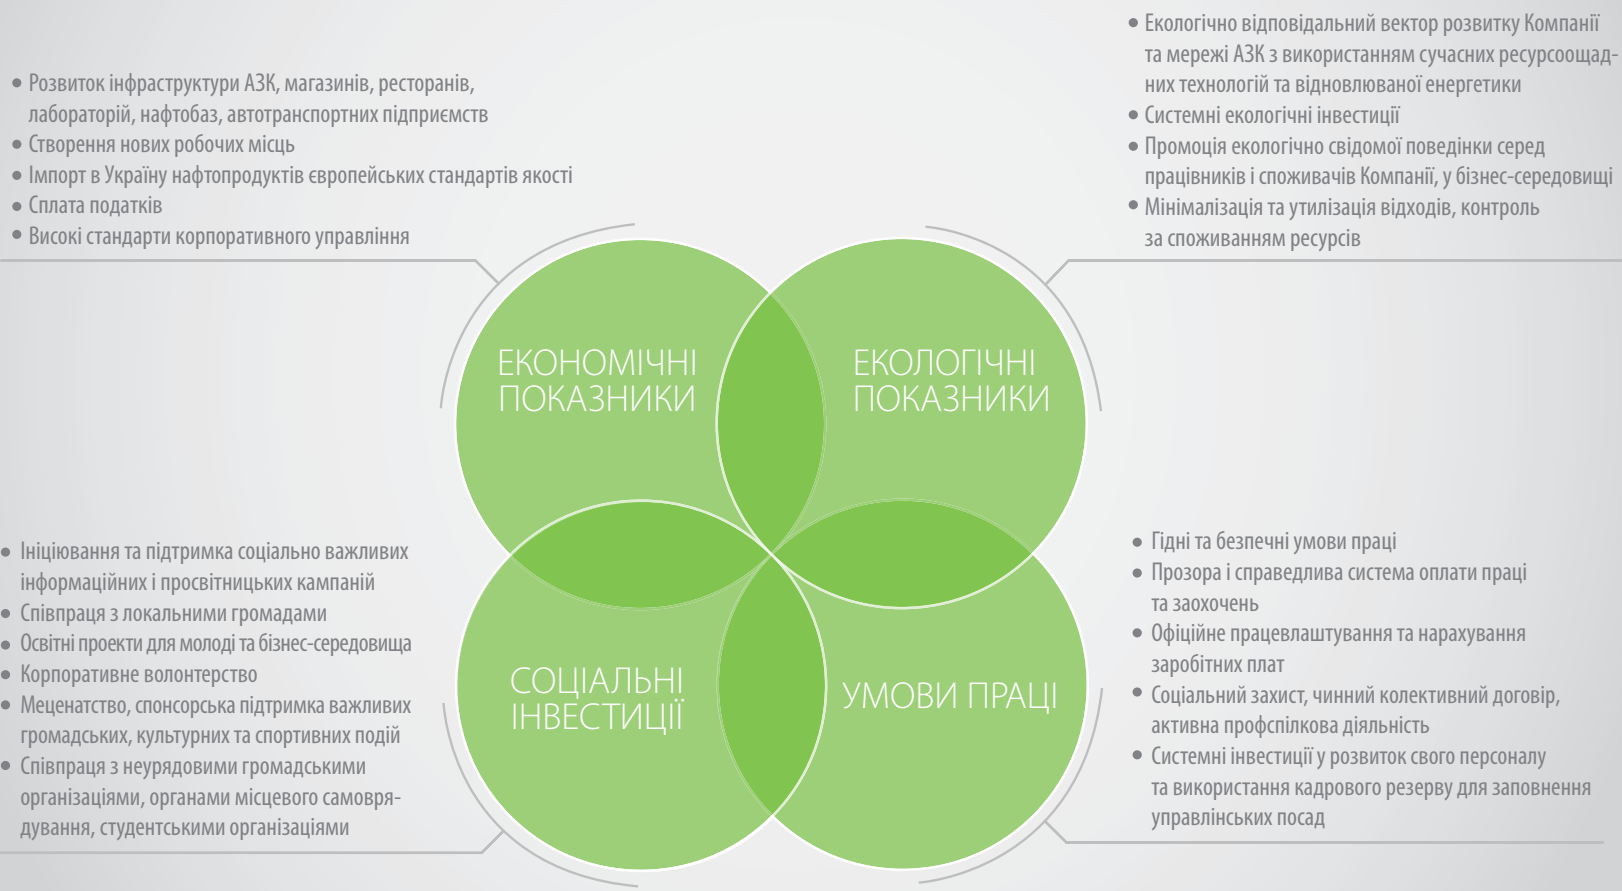 • Розвиток інфраструктури АЗК, магазинів, ресторанів,
лабораторій, нафтобаз, автотранспортних підприємств
• Створення нових робочих місць
• Імпорт в Україну нафтопродуктів європейських стандартів якості
• Сплата податків
• Високі стандарти корпоративного управління
• Екологічно відповідальний вектор розвитку Компанії
та мережі АЗК з використанням сучасних ресурсоощад-
них технологій та відновлюваної енергетики
• Системні екологічні інвестиції
• Промоція екологічно свідомої поведінки серед
працівників і споживачів Компанії, у бізнес-середовищі
• Мінімалізація та утилізація відходів, контроль
за споживанням ресурсів
ЕКОНОМІЧНІ
ПОКАЗНИКИ
ЕКОЛОГІЧНІ
ПОКАЗНИКИ
• Ініціювання та підтримка соціально важливих
інформаційних і просвітницьких кампаній
• Співпраця з локальними громадами
• Освітні проекти для молоді та бізнес-середовища
• Корпоративне волонтерство
• Меценатство, спонсорська підтримка важливих
громадських, культурних та спортивних подій
• Співпраця з неурядовими громадськими
організаціями, органами місцевого самовря-
дування, студентськими організаціями
СОЦІАЛЬНІ
ІНВЕСТИЦІЇ
УМОВИ ПРАЦІ
• Гідні та безпечні умови праці
• Прозора і справедлива система оплати праці
та заохочень
• Офіційне працевлаштування та нарахування
заробітних плат
• Соціальний захист, чинний колективний договір,
активна профспілкова діяльність
• Системні інвестиції у розвиток свого персоналу
та використання кадрового резерву для заповнення
управлінських посад